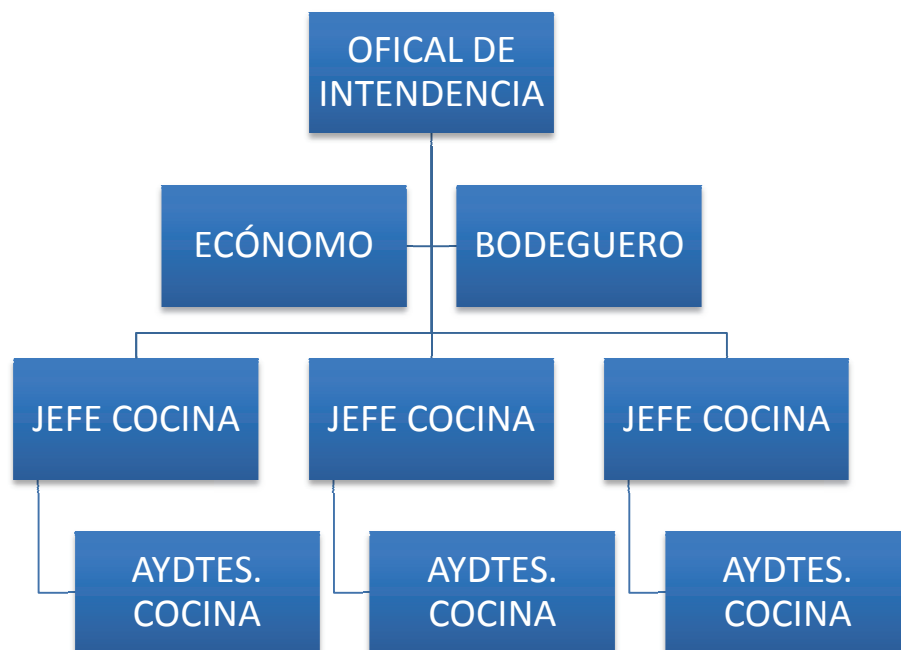 OFICAL DE
INTENDENCIA
ECÓNOMO
BODEGUERO
JEFE COCINA
JEFE COCINA
JEFE COCINA
AYDTES.
COCINA
AYDTES.
COCINA
AYDTES.
COCINA